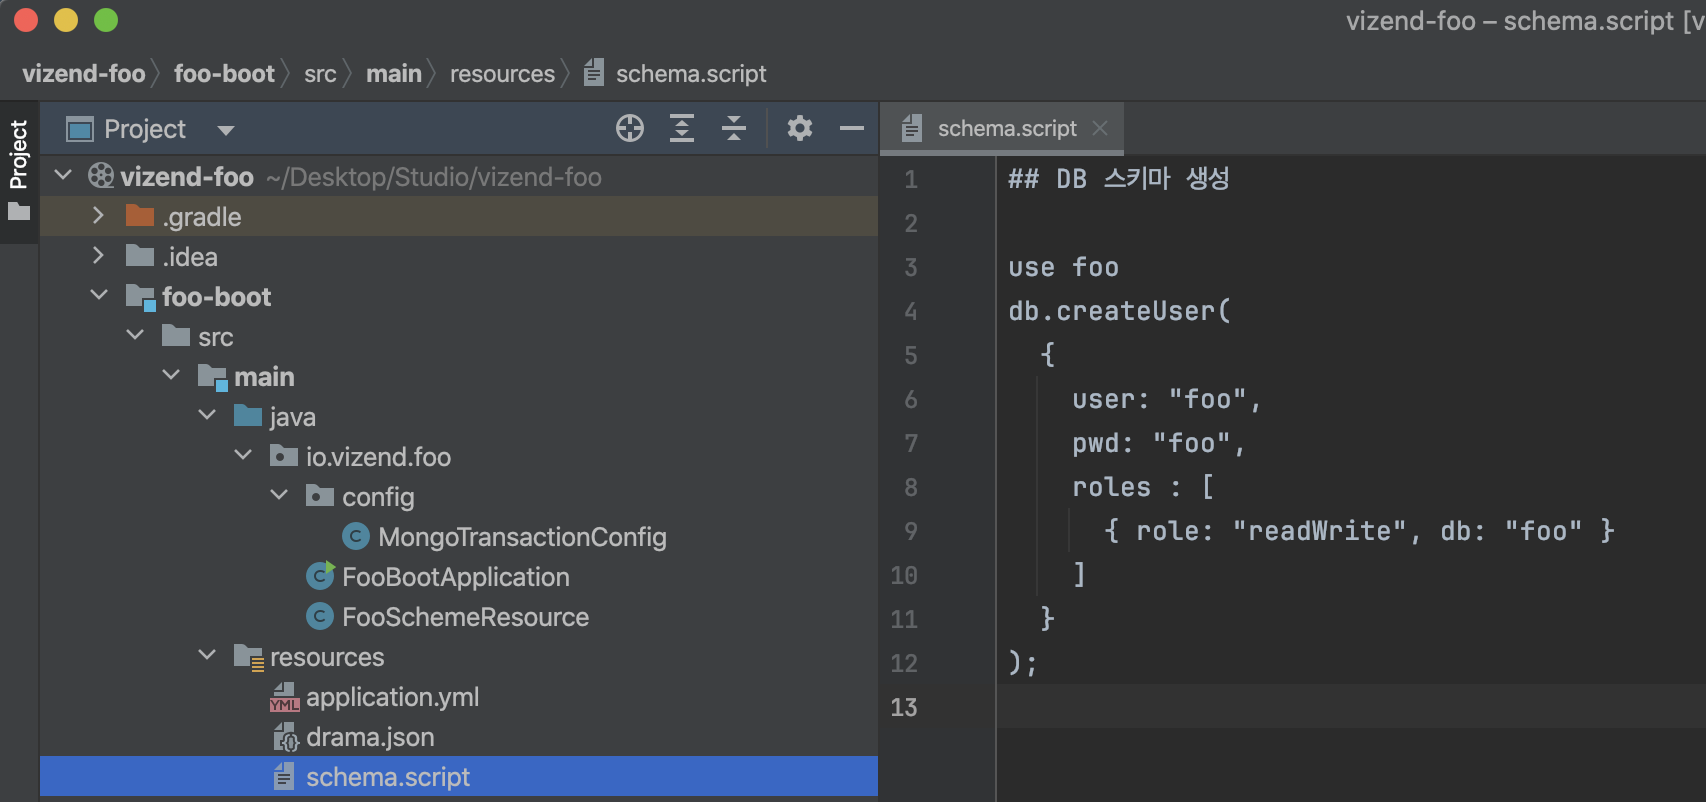 vizend-foo – schema.script [v
vizend-foo foo-boot src main resources schema.script
Project
Project
vizend-foo ~/Desktop/Studio/vizend-foo
.gradle
.idea
foo-boot
src
main
java
io.vizend.foo
config
C MongoTransactionConfig
C FooBootApplication
C FooSchemeResource
resources
YML application.yml
drama.json
schema.script
schema.script
1 ## DB 스키마 생성
2
3 use foo
4 db.createUser(
5 {
6 user: "foo",
7 pwd: "foo",
8 roles : [
9 { role: "readWrite", db: "foo" }
10 ]
11 }
12 );
13